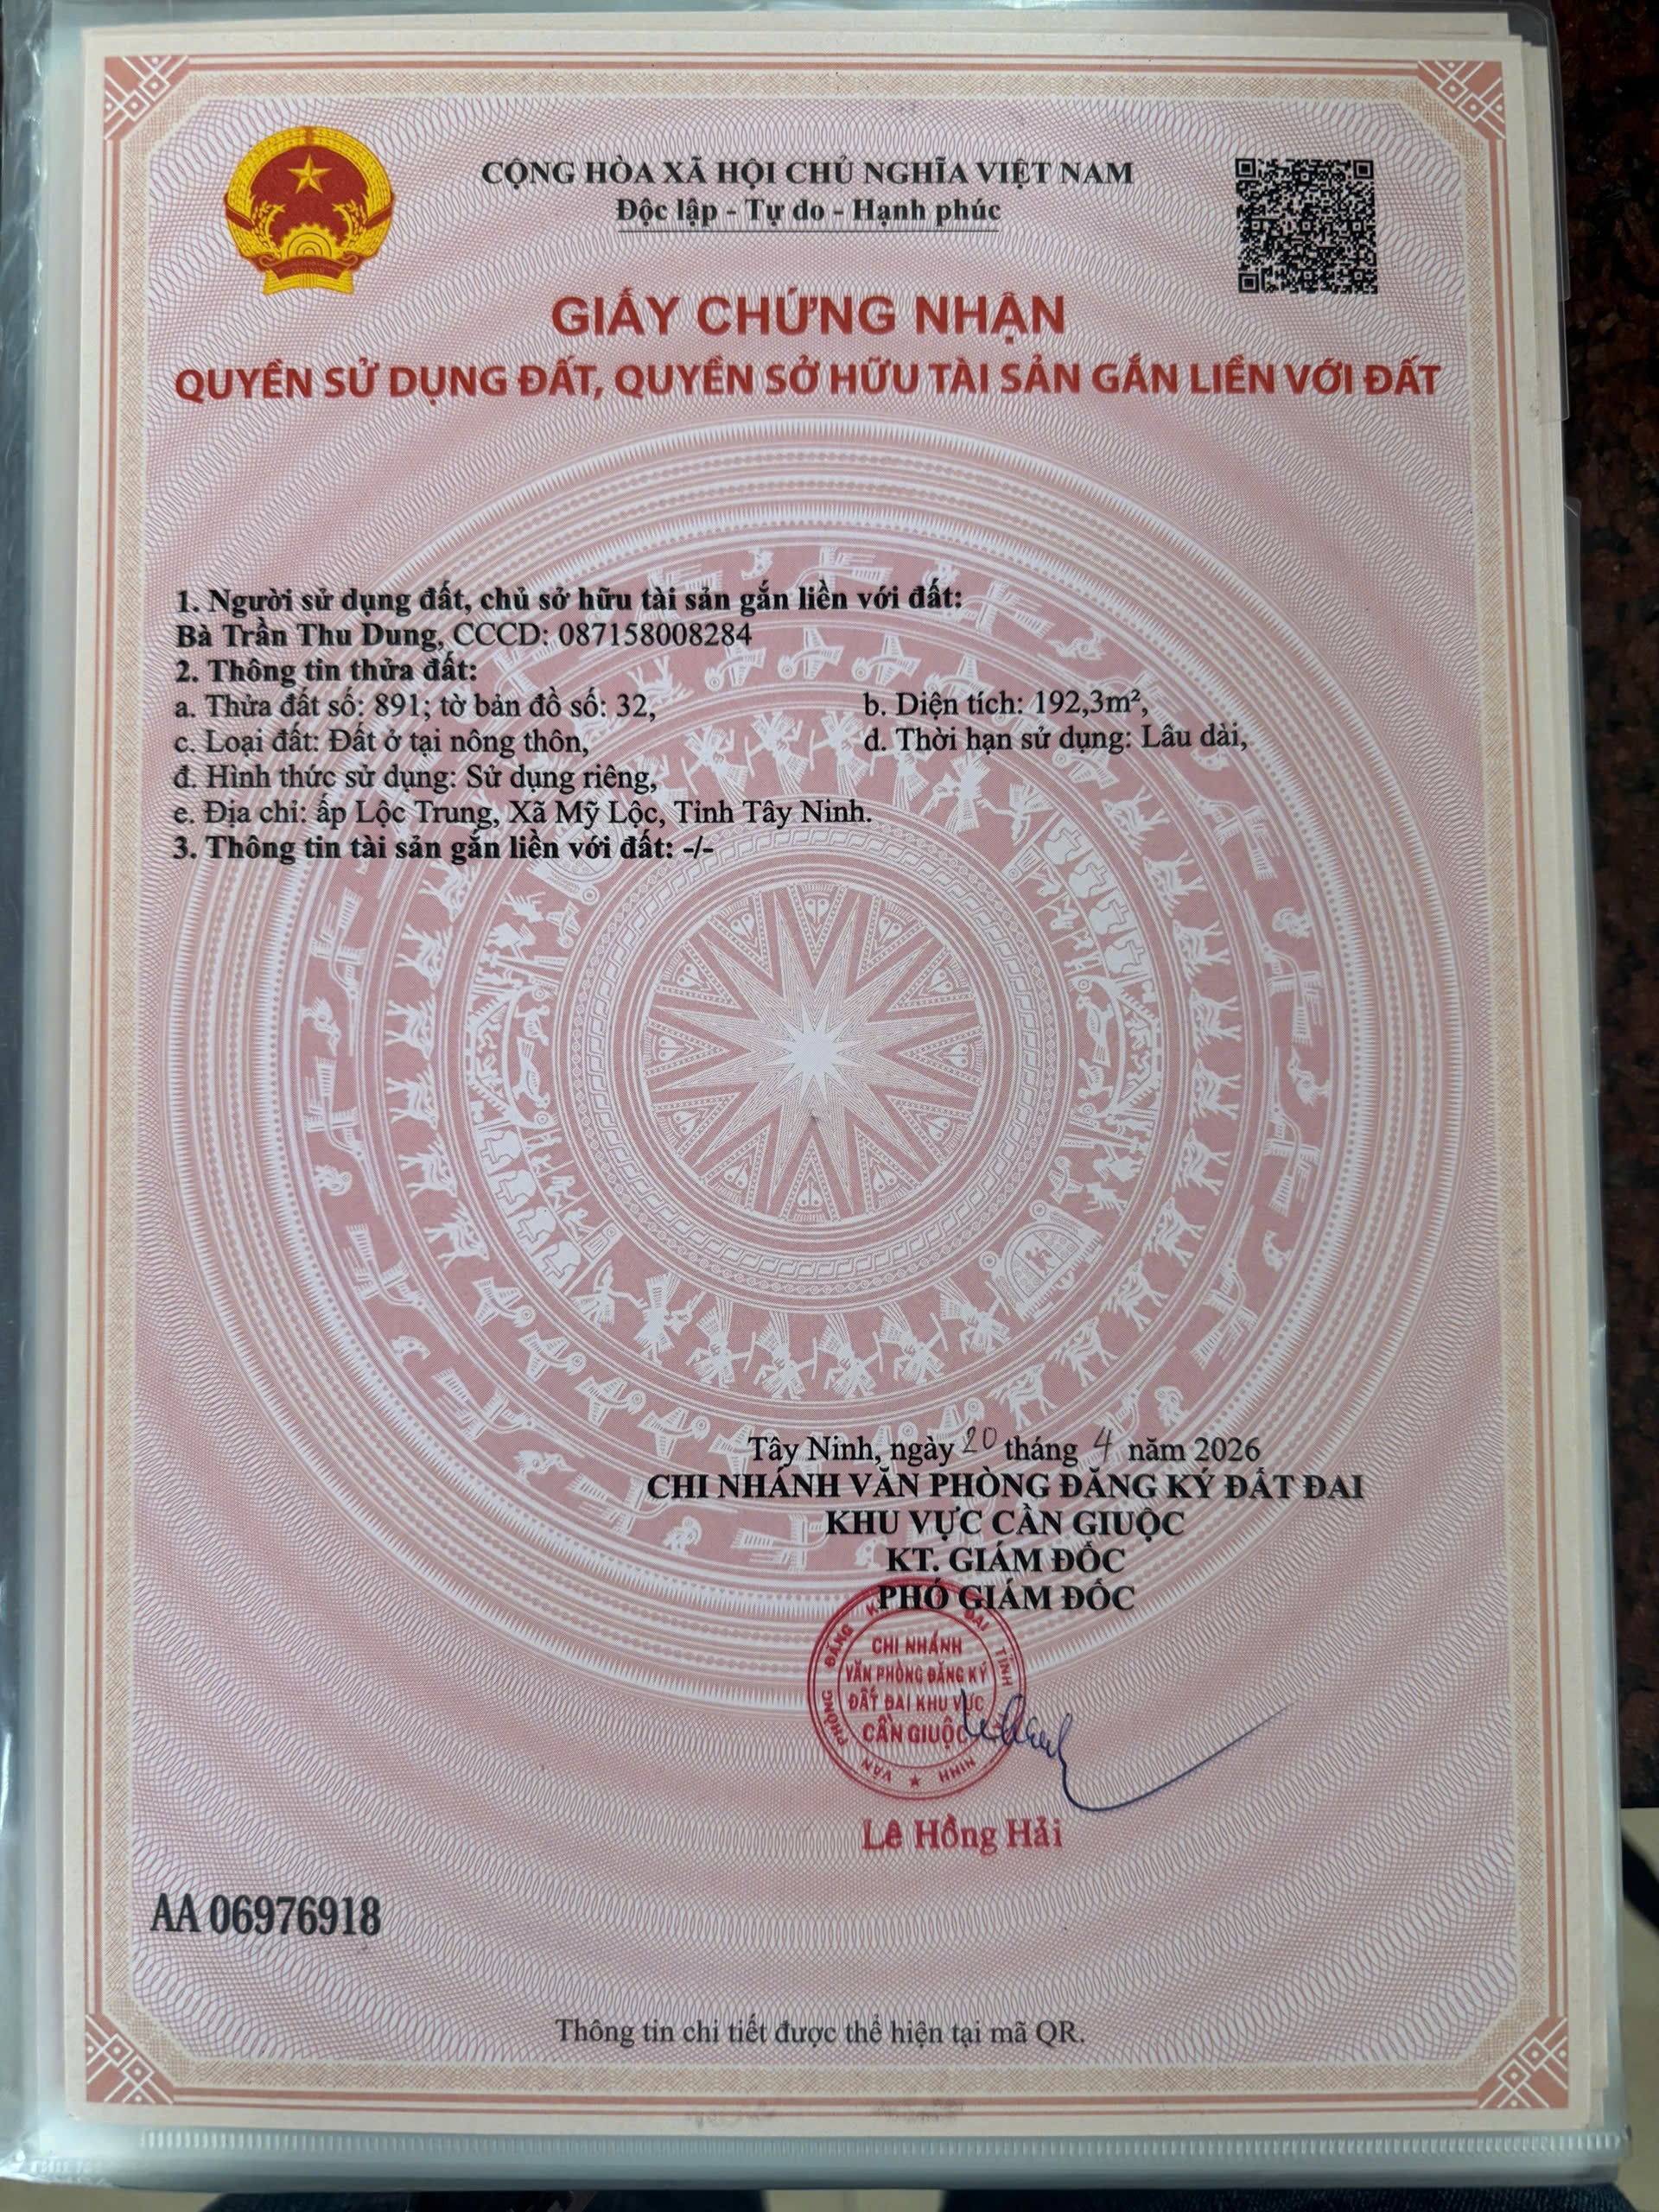 CỘNG HÒA XÃ HỘI CHỦ NGHĨA VIỆT NAM
Độc lập - Tự do - Hạnh phúc
GIẤY CHỨNG NHẬN
QUYỀN SỬ DỤNG ĐẤT, QUYỀN SỞ HỮU TÀI SẢN GẮN LIỀN VỚI ĐẤT
1. Người sử dụng đất, chủ sở hữu tài sản gắn liền với đất:
Bà Trần Thu Dung, CCCD: 087158008284
2. Thông tin thửa đất:
a. Thửa đất số: 891; tờ bản đồ số: 32, b. Diện tích: 192,3m²,
c. Loại đất: Đất ở tại nông thôn, d. Thời hạn sử dụng: Lâu dài,
đ. Hình thức sử dụng: Sử dụng riêng,
e. Địa chỉ: ấp Lộc Trung, Xã Mỹ Lộc, Tỉnh Tây Ninh.
3. Thông tin tài sản gắn liền với đất: -/-
Tây Ninh, ngày 20 tháng 4 năm 2026
CHI NHÁNH VĂN PHÒNG ĐĂNG KÝ ĐẤT ĐAI
KHU VỰC CẦN GIUỘC
KT. GIÁM ĐỐC
PHÓ GIÁM ĐỐC
VĂN PHÒNG ĐĂNG ĐAI TỈNH NINH
CHI NHÁNH
VĂN PHÒNG ĐĂNG KÝ
ĐẤT ĐAI KHU VỰC
CẦN GIUỘC
Lê Hồng Hải
AA 06976918
Thông tin chi tiết được thể hiện tại mã QR.